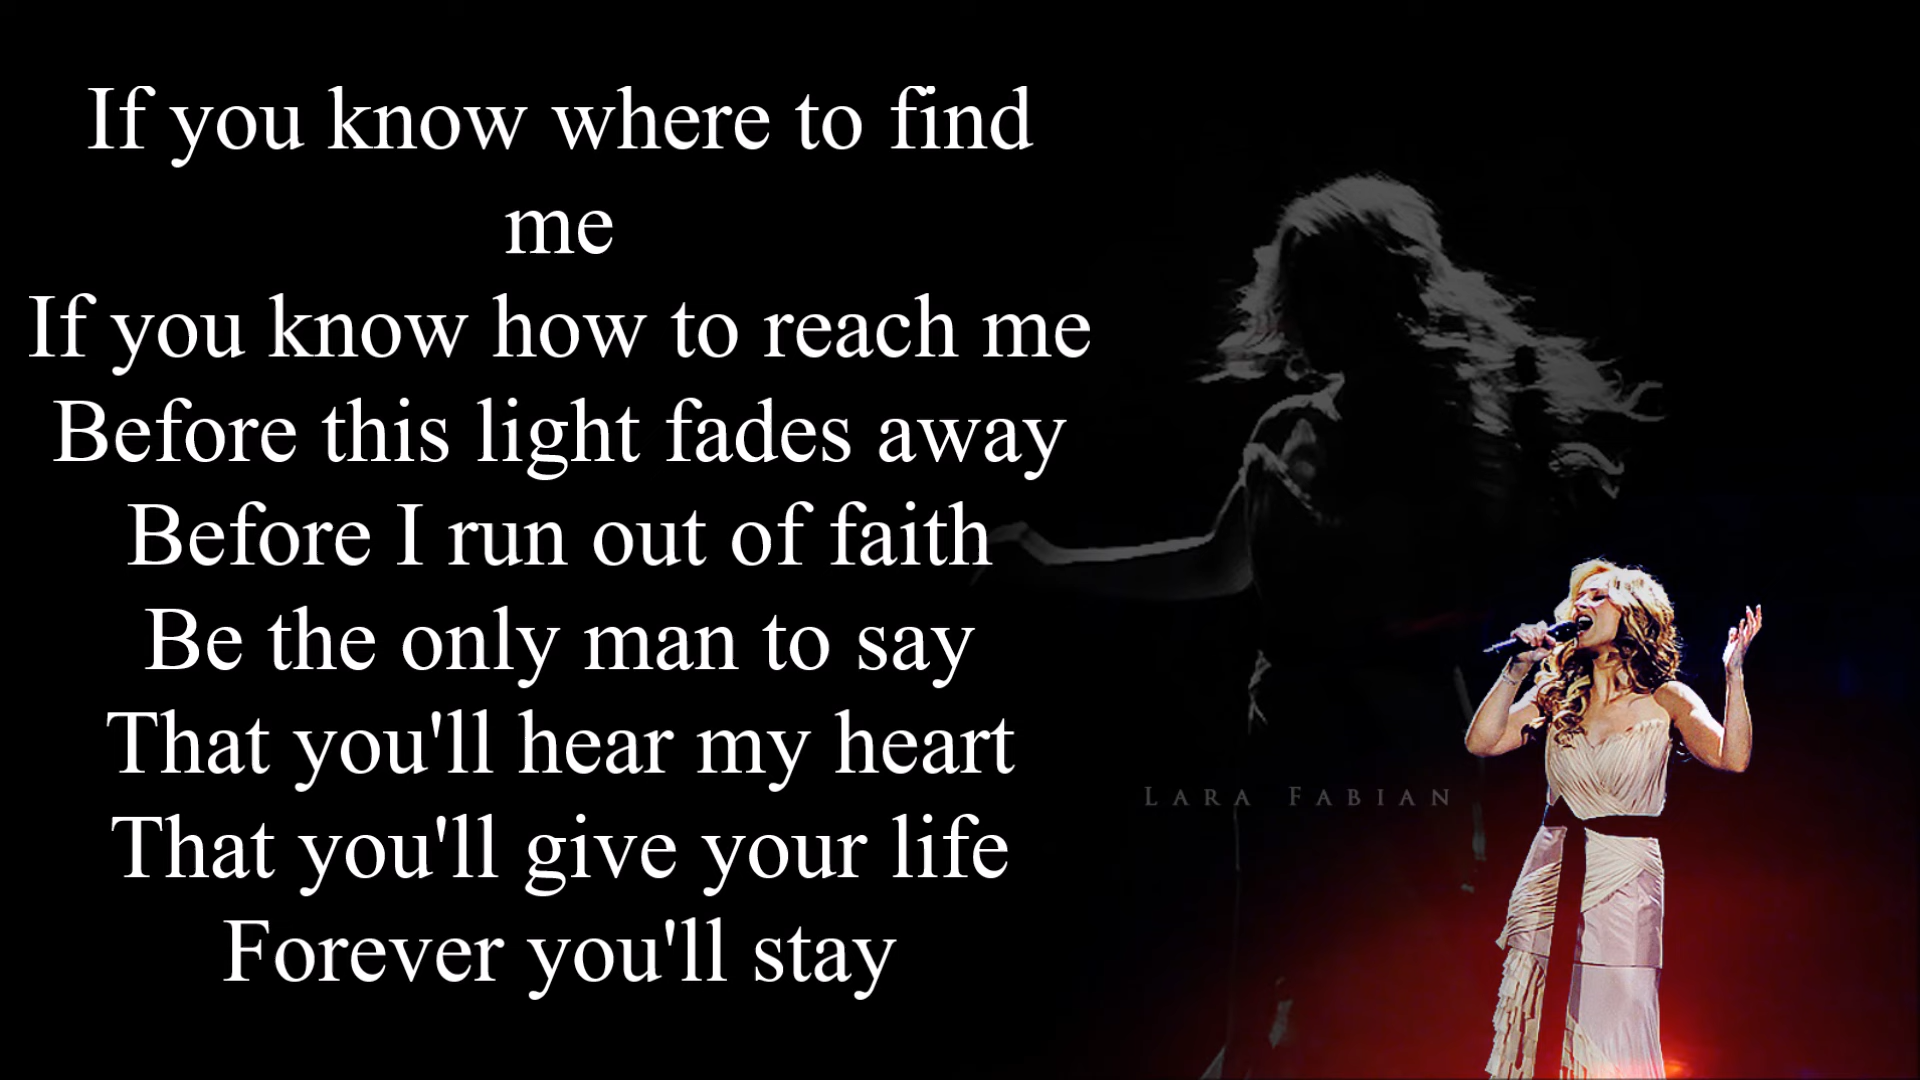 If you know where to find
me
If you know how to reach me
Before this light fades away
Before I run out of faith
Be the only man to say
That you'll hear my heart
That you'll give your life
Forever you'll stay
LARA FABIAN